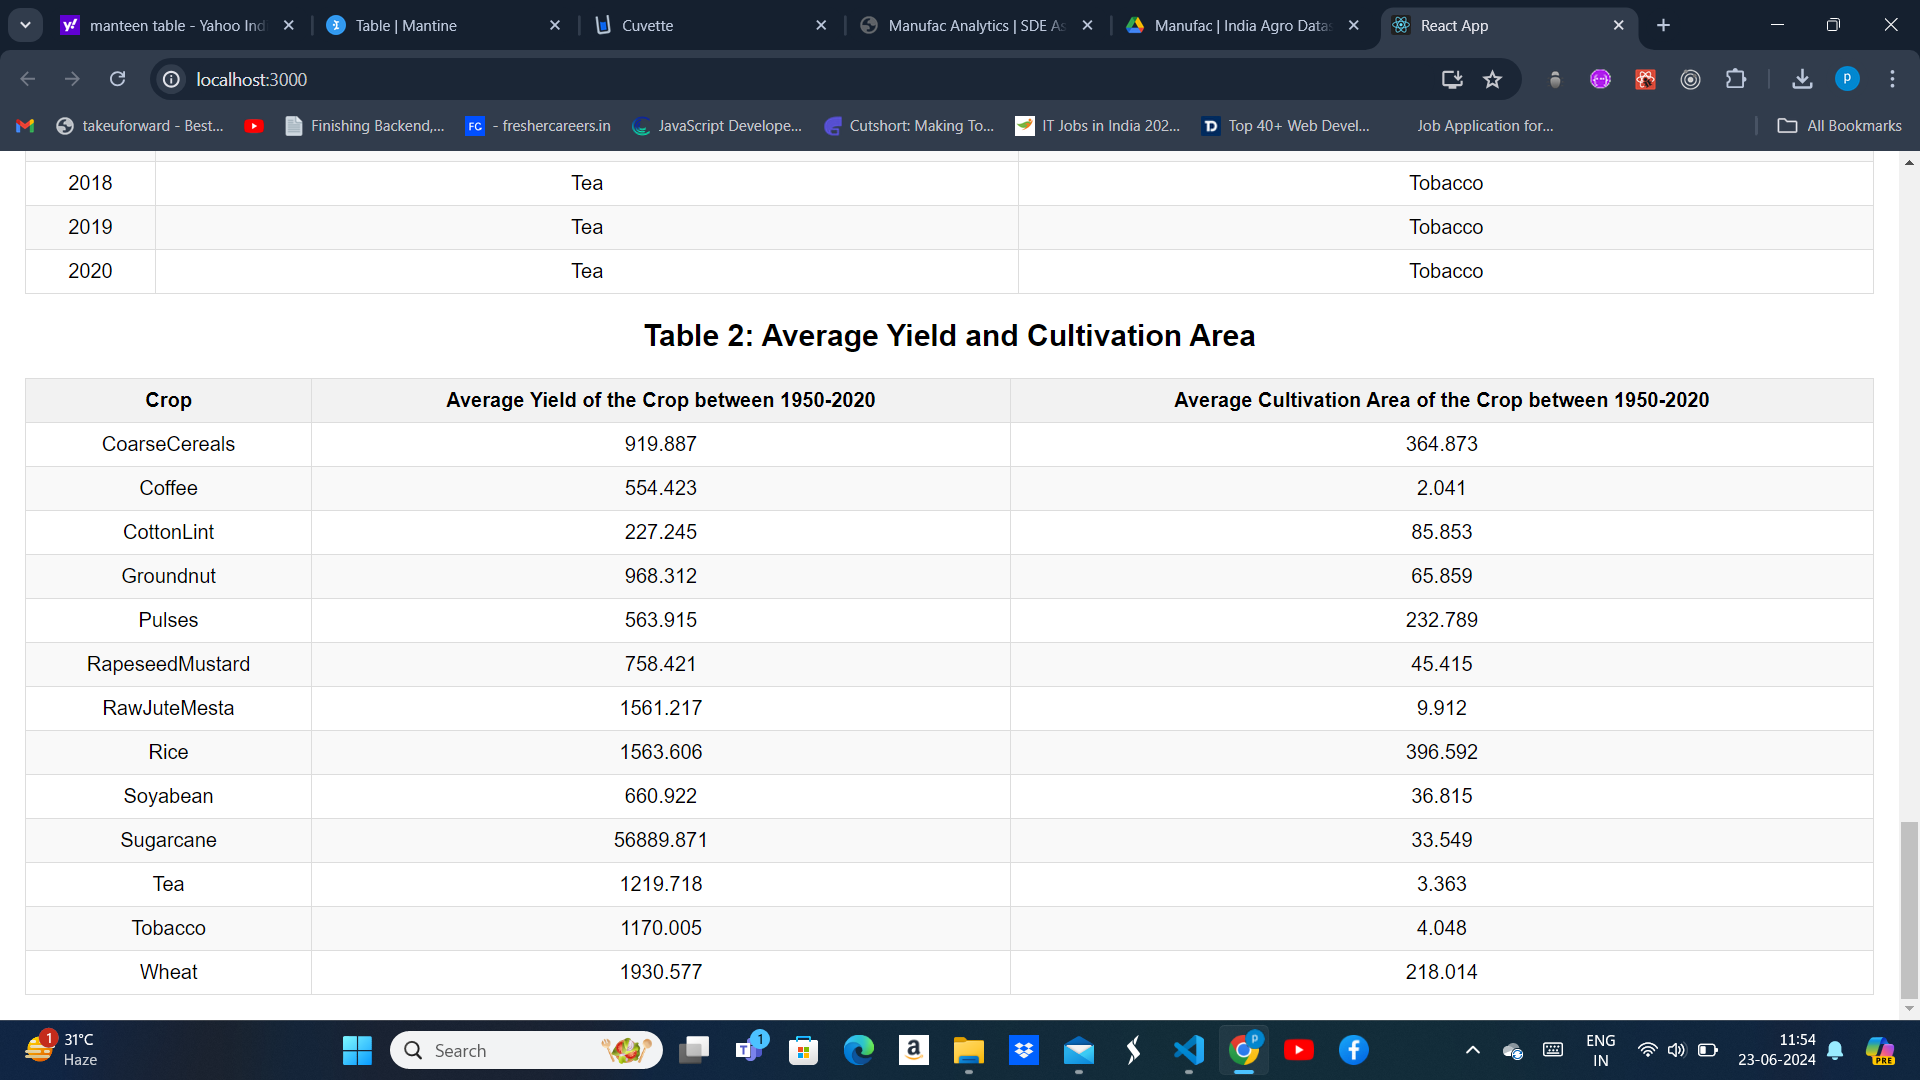 manteen table - Yahoo Ind
Table | Mantine
Cuvette
Manufac Analytics | SDE As
Manufac | India Agro Datas
React App
localhost:3000
P
takeuforward - Best...
Finishing Backend,...
FC - freshercareers.in
JavaScript Develope...
Cutshort: Making To...
IT Jobs in India 202...
D Top 40+ Web Devel...
Job Application for...
All Bookmarks
2018 Tea Tobacco
2019 Tea Tobacco
2020 Tea Tobacco
Table 2: Average Yield and Cultivation Area
Crop Average Yield of the Crop between 1950-2020 Average Cultivation Area of the Crop between 1950-2020
CoarseCereals 919.887 364.873
Coffee 554.423 2.041
CottonLint 227.245 85.853
Groundnut 968.312 65.859
Pulses 563.915 232.789
RapeseedMustard 758.421 45.415
RawJuteMesta 1561.217 9.912
Rice 1563.606 396.592
Soyabean 660.922 36.815
Sugarcane 56889.871 33.549
Tea 1219.718 3.363
Tobacco 1170.005 4.048
Wheat 1930.577 218.014
1
31°C
Haze
Search
1
a
P
ENG
IN
11:54
23-06-2024
PRE